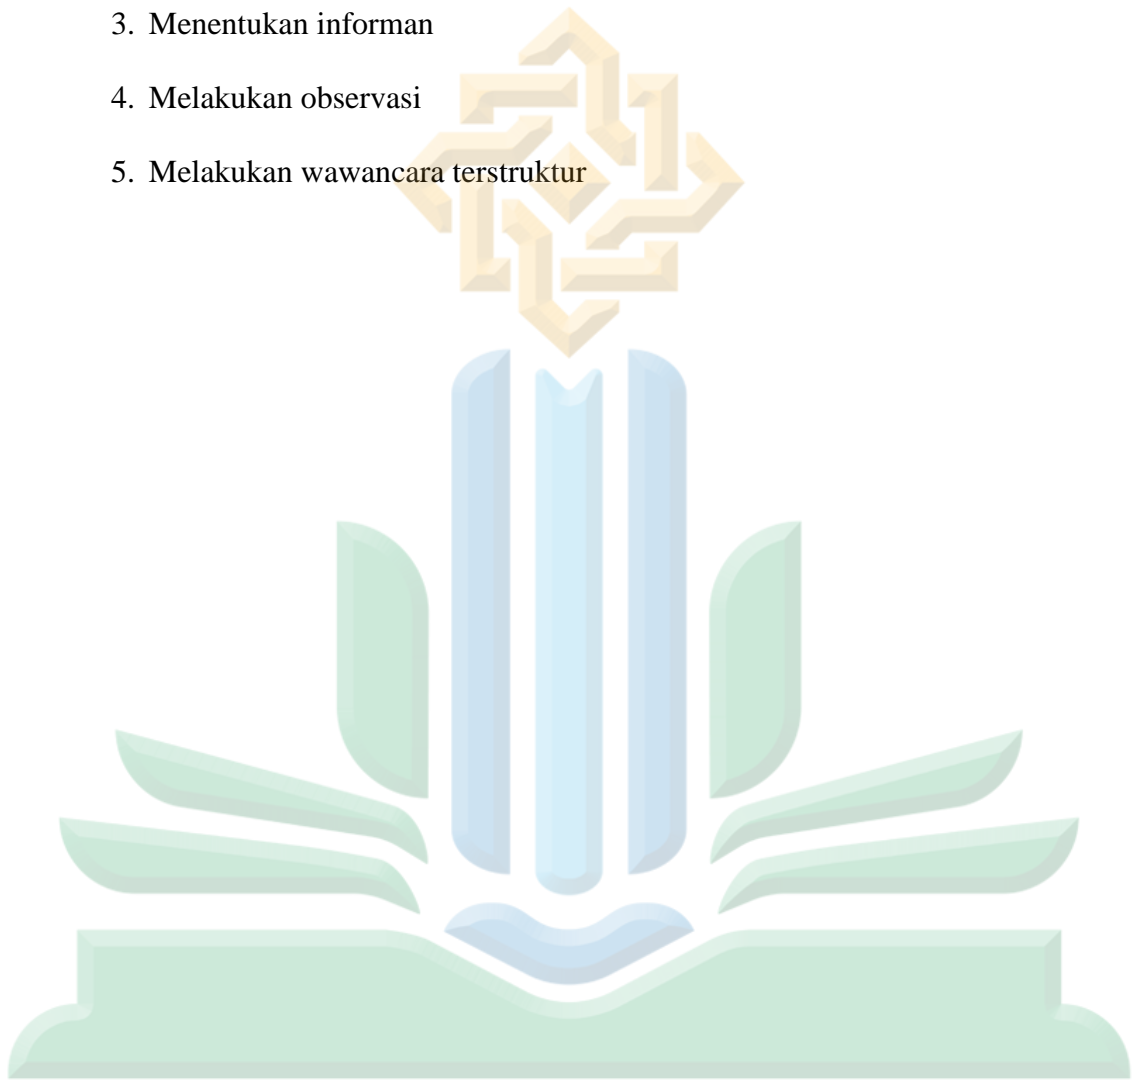 3. Menentukan informan
4. Melakukan observasi
5. Melakukan wawancara terstruktur